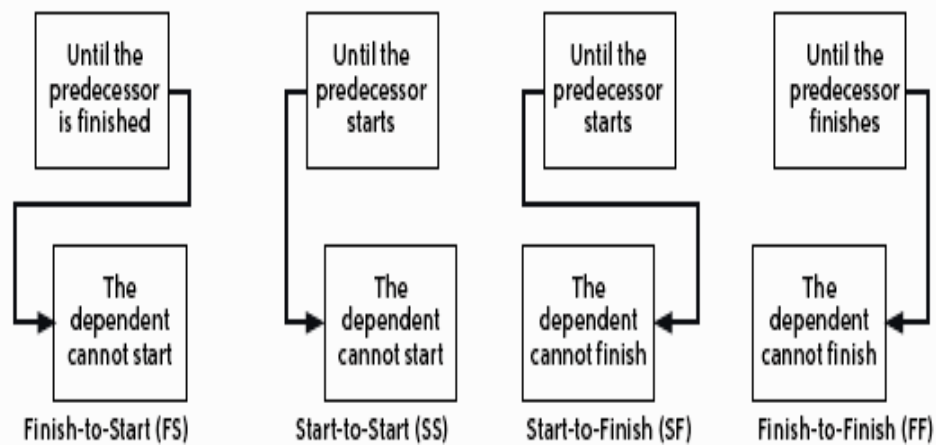 Until the
predecessor
is finished
Until the
predecessor
starts
Until the
predecessor
starts
Until the
predecessor
finishes
The
dependent
cannot start
The
dependent
cannot start
The
dependent
cannot finish
The
dependent
cannot finish
Finish-to-Start (FS)
Start-to-Start (SS)
Start-to-Finish (SF)
Finish-to-Finish (FF)